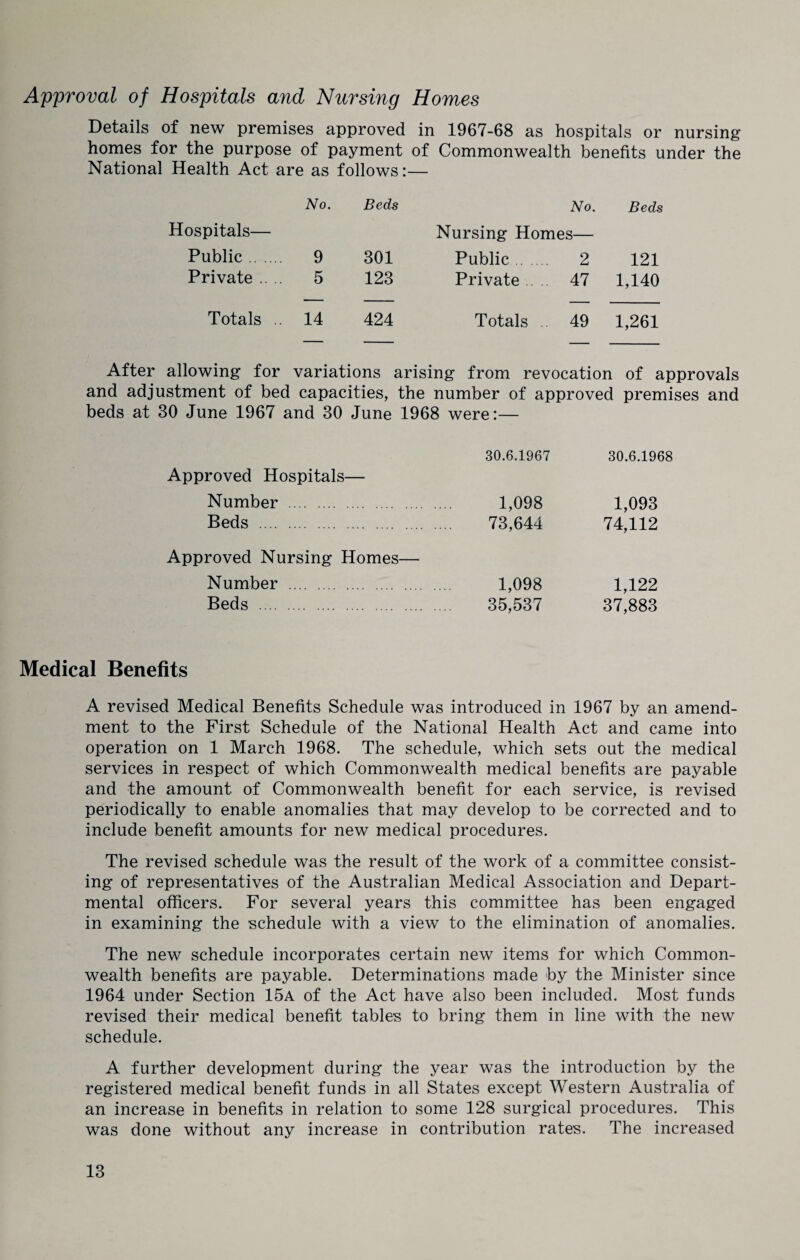 Approval of Hospitals and Nursing Homes
Details of new premises approved in 1967-68 as hospitals or nursing
homes for the purpose of payment of Commonwealth benefits under the
National Health Act are as follows:—
No. Beds No. Beds
Hospitals— Nursing Homes—
Public .. .... 9 301 Public .. .... 2 121
Private .. .. 5 123 Private .. .. 47 1,140
Totals .. 14 424 Totals .. 49 1,261
After allowing for variations arising from revocation of approvals
and adjustment of bed capacities, the number of approved premises and
beds at 30 June 1967 and 30 June 1968 were:—
30.6.1967 30.6.1968
Approved Hospitals—
Number .... .... .... .... .... .... 1,098 1,093
Beds .... .... .... .... .... .... .... 73,644 74,112
Approved Nursing Homes—
Number .... .... .... .... .... .... 1,098 1,122
Beds .... .... .... .... .... .... .... 35,537 37,883
Medical Benefits
A revised Medical Benefits Schedule was introduced in 1967 by an amend-
ment to the First Schedule of the National Health Act and came into
operation on 1 March 1968. The schedule, which sets out the medical
services in respect of which Commonwealth medical benefits are payable
and the amount of Commonwealth benefit for each service, is revised
periodically to enable anomalies that may develop to be corrected and to
include benefit amounts for new medical procedures.
The revised schedule was the result of the work of a committee consist-
ing of representatives of the Australian Medical Association and Depart-
mental officers. For several years this committee has been engaged
in examining the schedule with a view to the elimination of anomalies.
The new schedule incorporates certain new items for which Common-
wealth benefits are payable. Determinations made by the Minister since
1964 under Section 15A of the Act have also been included. Most funds
revised their medical benefit tables to bring them in line with the new
schedule.
A further development during the year was the introduction by the
registered medical benefit funds in all States except Western Australia of
an increase in benefits in relation to some 128 surgical procedures. This
was done without any increase in contribution rates. The increased
13